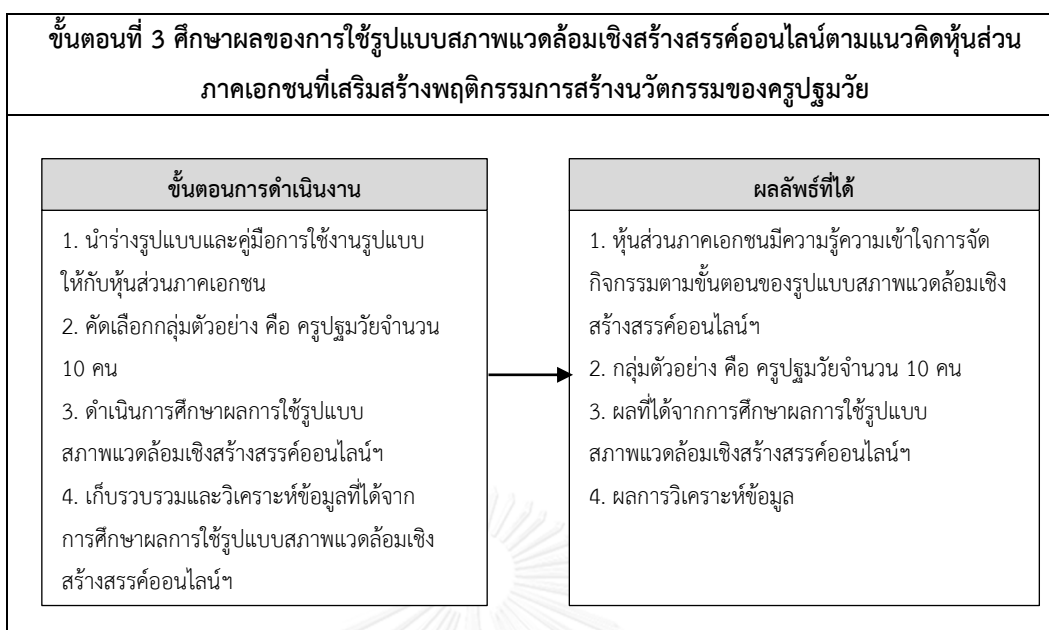 ขั้นตอนที่ 3 ศึกษาผลของการใช้รูปแบบสภาพแวดล้อมเชิงสร้างสรรค์ออนไลน์ตามแนวคิดหุ้นส่วน
ภาคเอกชนที่เสริมสร้างพฤติกรรมการสร้างนวัตกรรมของครูปฐมวัย
ขั้นตอนการดำเนินงาน
1. นำร่างรูปแบบและคู่มือการใช้งานรูปแบบ
ให้กับหุ้นส่วนภาคเอกชน
2. คัดเลือกกลุ่มตัวอย่าง คือ ครูปฐมวัยจำนวน
10 คน
3. ดำเนินการศึกษาผลการใช้รูปแบบ
สภาพแวดล้อมเชิงสร้างสรรค์ออนไลน์ฯ
4. เก็บรวบรวมและวิเคราะห์ข้อมูลที่ได้จาก
การศึกษาผลการใช้รูปแบบสภาพแวดล้อมเชิง
สร้างสรรค์ออนไลน์ฯ
ผลลัพธ์ที่ได้
1. หุ้นส่วนภาคเอกชนมีความรู้ความเข้าใจการจัด
กิจกรรมตามขั้นตอนของรูปแบบสภาพแวดล้อมเชิง
สร้างสรรค์ออนไลน์ฯ
2. กลุ่มตัวอย่าง คือ ครูปฐมวัยจำนวน 10 คน
3. ผลที่ได้จากการศึกษาผลการใช้รูปแบบ
สภาพแวดล้อมเชิงสร้างสรรค์ออนไลน์ฯ
4. ผลการวิเคราะห์ข้อมูล